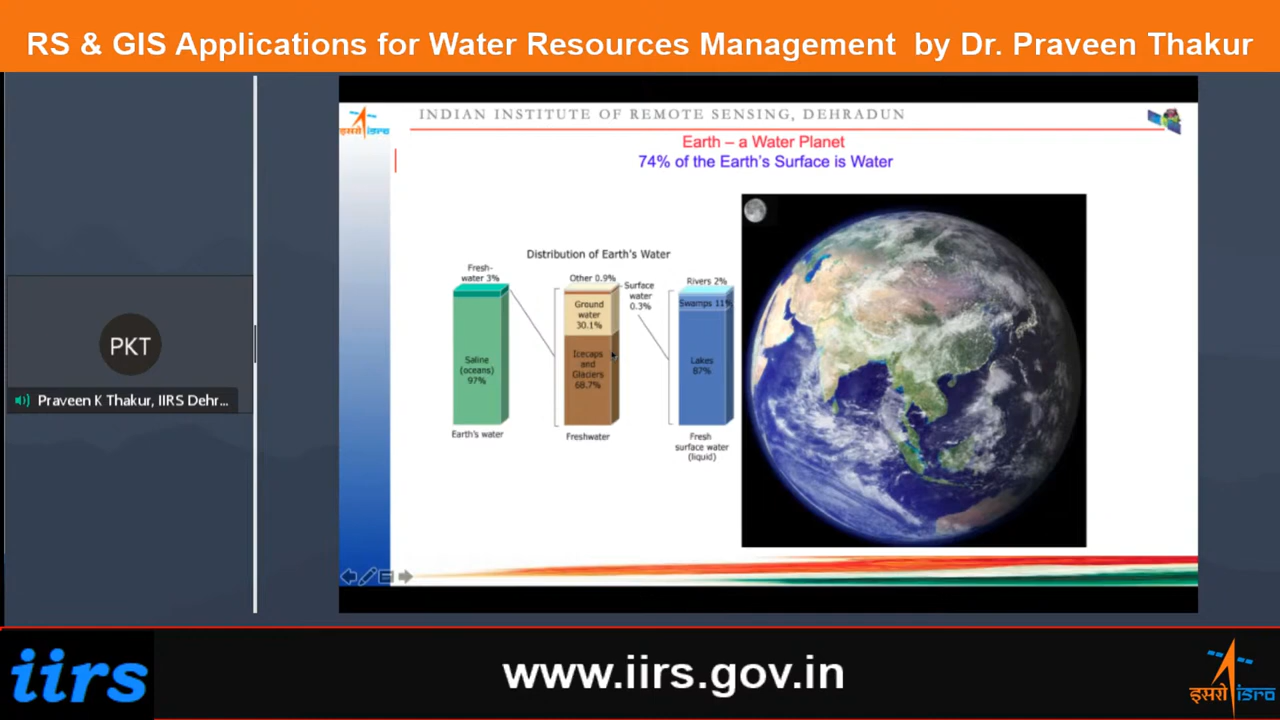 RS & GIS Applications for Water Resources Management by Dr. Praveen Thakur
INDIAN INSTITUTE OF REMOTE SENSING, DEHRADUN
इसरो isro
Earth – a Water Planet
74% of the Earth's Surface is Water
Distribution of Earth's Water
Fresh-
water 3%
Saline
(oceans)
97%
Earth's water
Other 0.9%
Ground
water
30.1%
Icecaps
and
Glaciers
68.7%
Freshwater
Surface
water
0.3%
Rivers 2%
Swamps 11%
Lakes
87%
Fresh
surface water
(liquid)
PKT
Praveen K Thakur, IIRS Dehr...
iirs
www.iirs.gov.in
इसरो isro